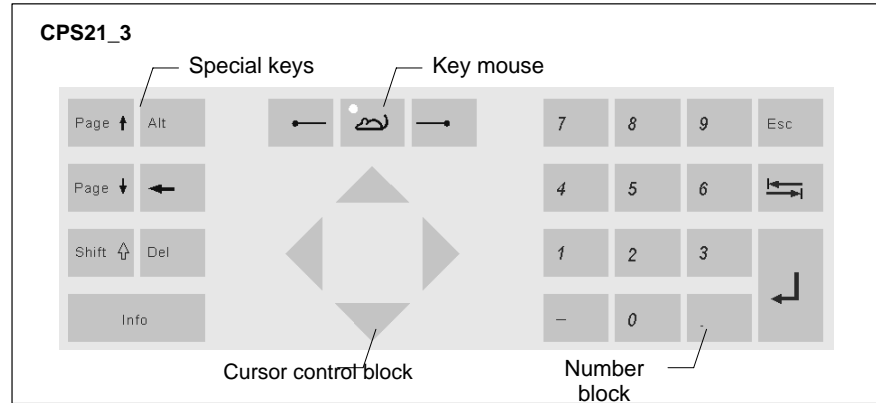 CPS21_3
Special keys Key mouse
Page Alt 7 8 9 Esc
Page 4 5 6
Shift Del 1 2 3
Info – 0 .
Cursor control block Number
block